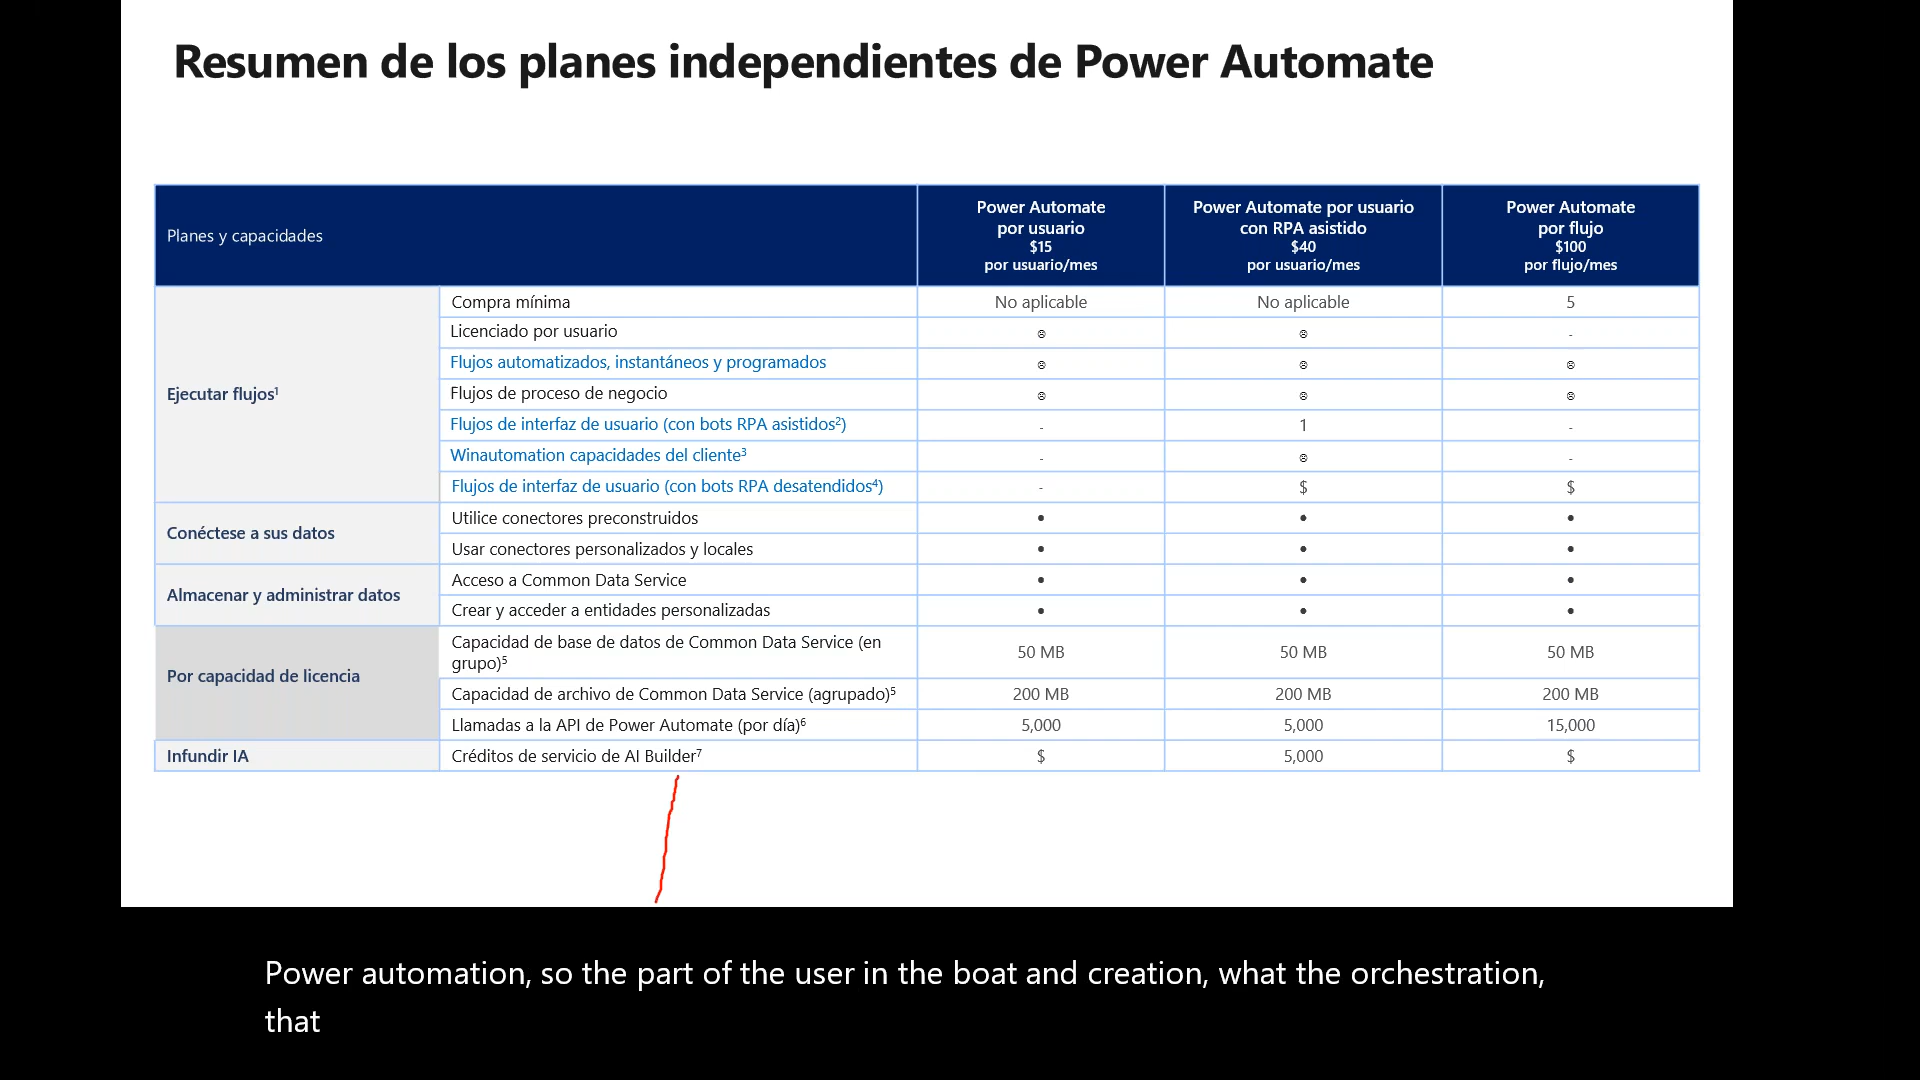 Resumen de los planes independientes de Power Automate
Planes y capacidades
Power Automate
por usuario
$15
por usuario/mes
Power Automate por usuario
con RPA asistido
$40
por usuario/mes
Power Automate
por flujo
$100
por flujo/mes
Ejecutar flujos¹
Compra mínima No aplicable No aplicable 5
Licenciado por usuario ☹ ☹ -
Flujos automatizados, instantáneos y programados ☹ ☹ ☹
Flujos de proceso de negocio ☹ ☹ ☹
Flujos de interfaz de usuario (con bots RPA asistidos²) - 1 -
Winautomation capacidades del cliente³ - ☹ -
Flujos de interfaz de usuario (con bots RPA desatendidos⁴) - $ $
Conéctese a sus datos
Utilice conectores preconstruidos • • •
Usar conectores personalizados y locales • • •
Almacenar y administrar datos
Acceso a Common Data Service • • •
Crear y acceder a entidades personalizadas • • •
Por capacidad de licencia
Capacidad de base de datos de Common Data Service (en
grupo)⁵ 50 MB 50 MB 50 MB
Capacidad de archivo de Common Data Service (agrupado)⁵ 200 MB 200 MB 200 MB
Llamadas a la API de Power Automate (por día)⁶ 5,000 5,000 15,000
Infundir IA
Créditos de servicio de AI Builder⁷ $ 5,000 $
Power automation, so the part of the user in the boat and creation, what the orchestration,
that